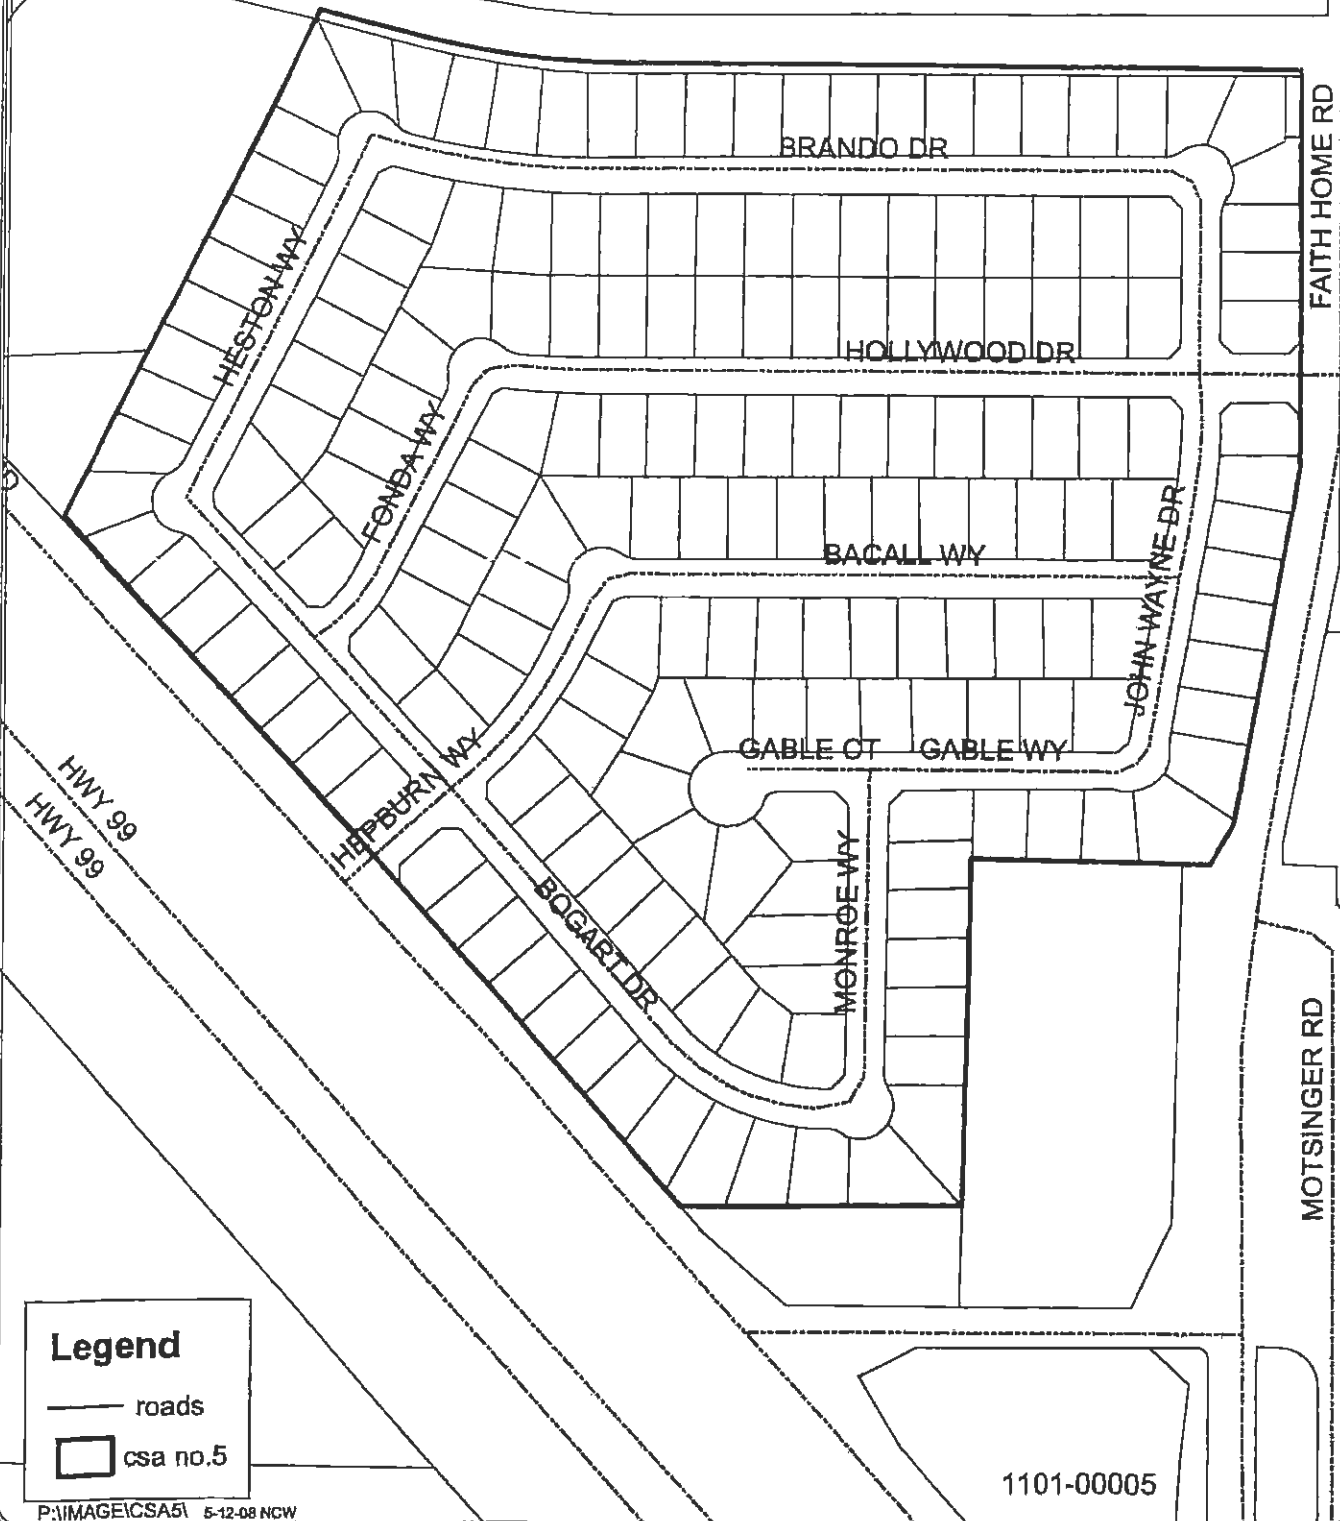 BRANDO DR
FAITH HOME RD
HESTON WY
HOLLYWOOD DR
FONDA WY
BACALL WY
JOHN WAYNE DR
GABLE CT
GABLE WY
HEPBURN WY
HWY 99
HWY 99
BOGART DR
MONROE WY
MOTSINGER RD
Legend
roads
csa no.5
1101-00005
P:\IMAGE\CSA5\ 5-12-08 NCW